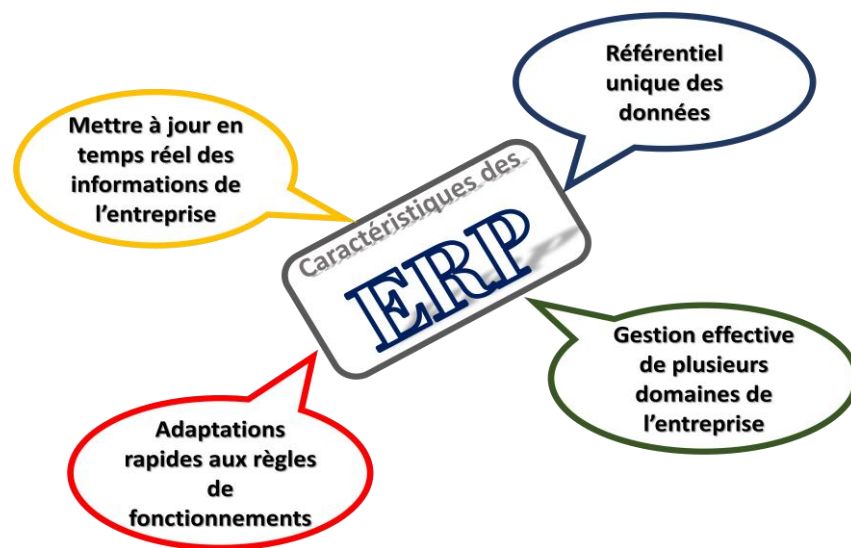 Référentiel
unique des
données
Mettre à jour en
temps réel des
informations de
l’entreprise
Caractéristiques des
ERP
Gestion effective
de plusieurs
domaines de
l’entreprise
Adaptations
rapides aux règles
de
fonctionnements